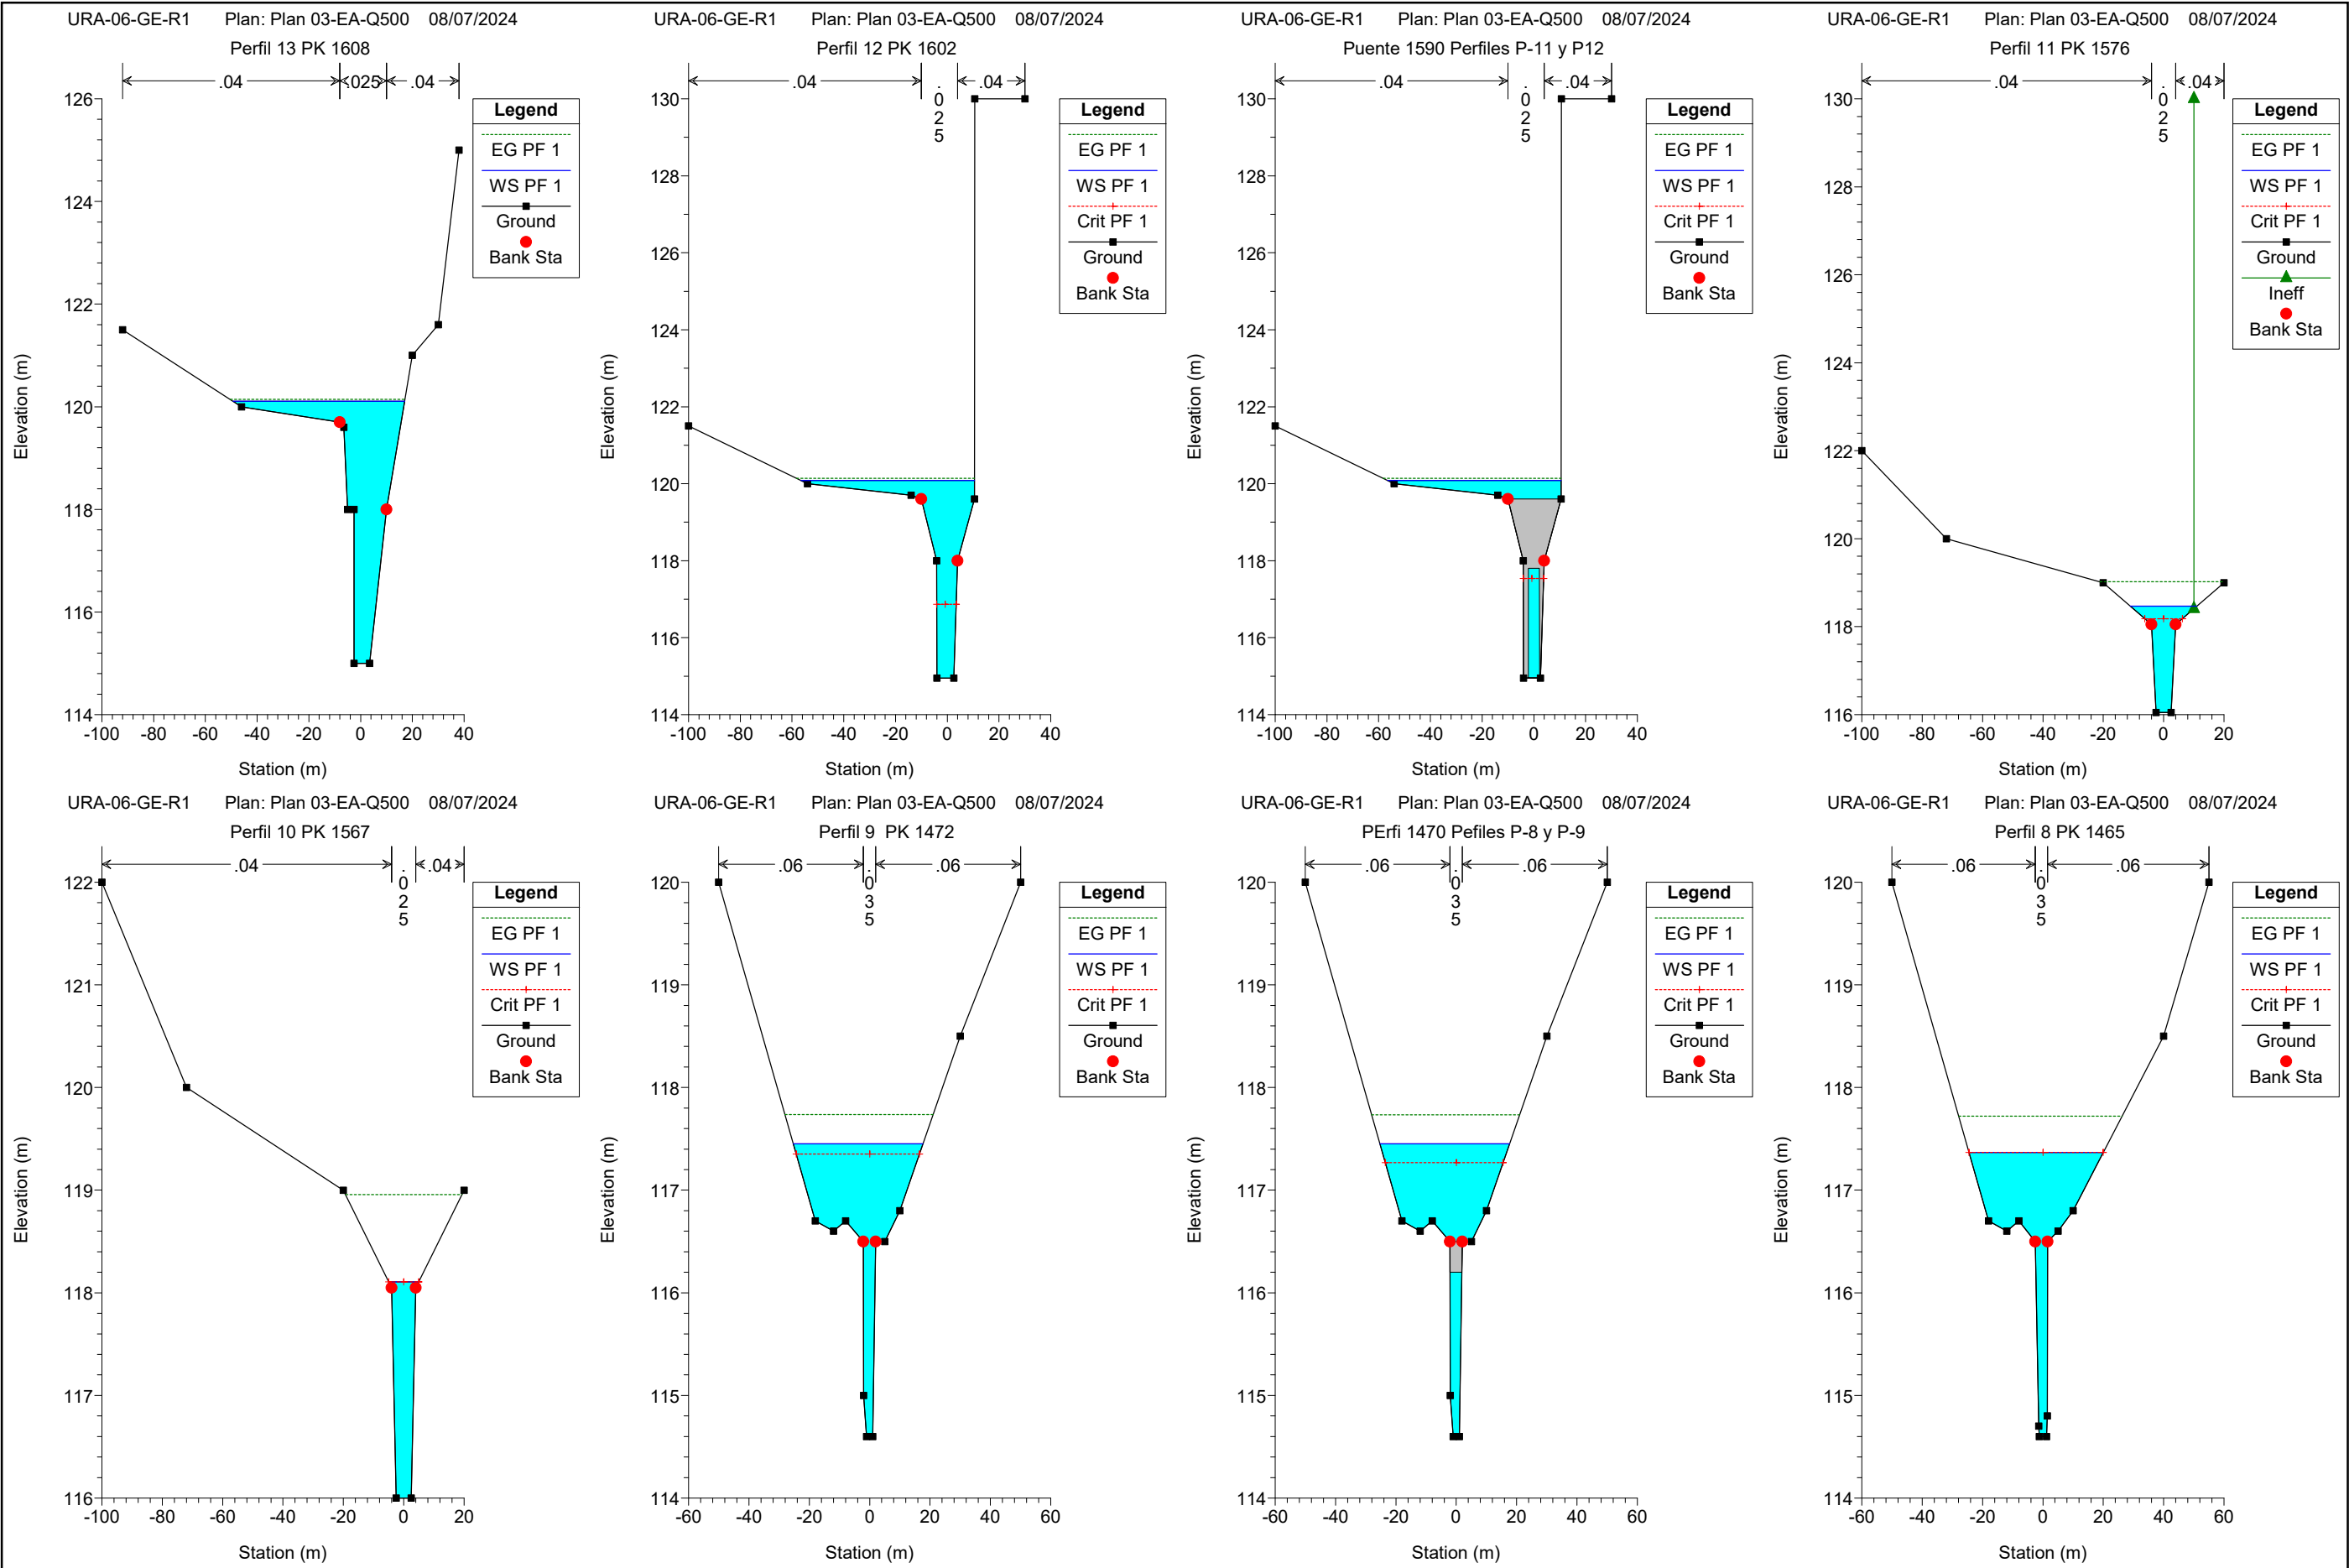 URA-06-GE-R1 Plan: Plan 03-EA-Q500 08/07/2024
Perfil 13 PK 1608
.04 .025 .04
Legend
EG PF 1
WS PF 1
Ground
Bank Sta
Elevation (m)
126
124
122
120
118
116
114
-100 -80 -60 -40 -20 0 20 40
Station (m)
URA-06-GE-R1 Plan: Plan 03-EA-Q500 08/07/2024
Perfil 12 PK 1602
.04 .025 .04
Legend
EG PF 1
WS PF 1
Crit PF 1
Ground
Bank Sta
Elevation (m)
130
128
126
124
122
120
118
116
114
-100 -80 -60 -40 -20 0 20 40
Station (m)
URA-06-GE-R1 Plan: Plan 03-EA-Q500 08/07/2024
Puente 1590 Perfiles P-11 y P12
.04 .025 .04
Legend
EG PF 1
WS PF 1
Crit PF 1
Ground
Bank Sta
Elevation (m)
130
128
126
124
122
120
118
116
114
-100 -80 -60 -40 -20 0 20 40
Station (m)
URA-06-GE-R1 Plan: Plan 03-EA-Q500 08/07/2024
Perfil 11 PK 1576
.04 .025 .04
Legend
EG PF 1
WS PF 1
Crit PF 1
Ground
Ineff
Bank Sta
Elevation (m)
130
128
126
124
122
120
118
116
-100 -80 -60 -40 -20 0 20
Station (m)
URA-06-GE-R1 Plan: Plan 03-EA-Q500 08/07/2024
Perfil 10 PK 1567
.04 .025 .04
Legend
EG PF 1
WS PF 1
Crit PF 1
Ground
Bank Sta
Elevation (m)
122
121
120
119
118
117
116
-100 -80 -60 -40 -20 0 20
Station (m)
URA-06-GE-R1 Plan: Plan 03-EA-Q500 08/07/2024
Perfil 9 PK 1472
.06 .035 .06
Legend
EG PF 1
WS PF 1
Crit PF 1
Ground
Bank Sta
Elevation (m)
120
119
118
117
116
115
114
-60 -40 -20 0 20 40 60
Station (m)
URA-06-GE-R1 Plan: Plan 03-EA-Q500 08/07/2024
PErfi 1470 Pefiles P-8 y P-9
.06 .035 .06
Legend
EG PF 1
WS PF 1
Crit PF 1
Ground
Bank Sta
Elevation (m)
120
119
118
117
116
115
114
-60 -40 -20 0 20 40 60
Station (m)
URA-06-GE-R1 Plan: Plan 03-EA-Q500 08/07/2024
Perfil 8 PK 1465
.06 .035 .06
Legend
EG PF 1
WS PF 1
Crit PF 1
Ground
Bank Sta
Elevation (m)
120
119
118
117
116
115
114
-60 -40 -20 0 20 40 60
Station (m)